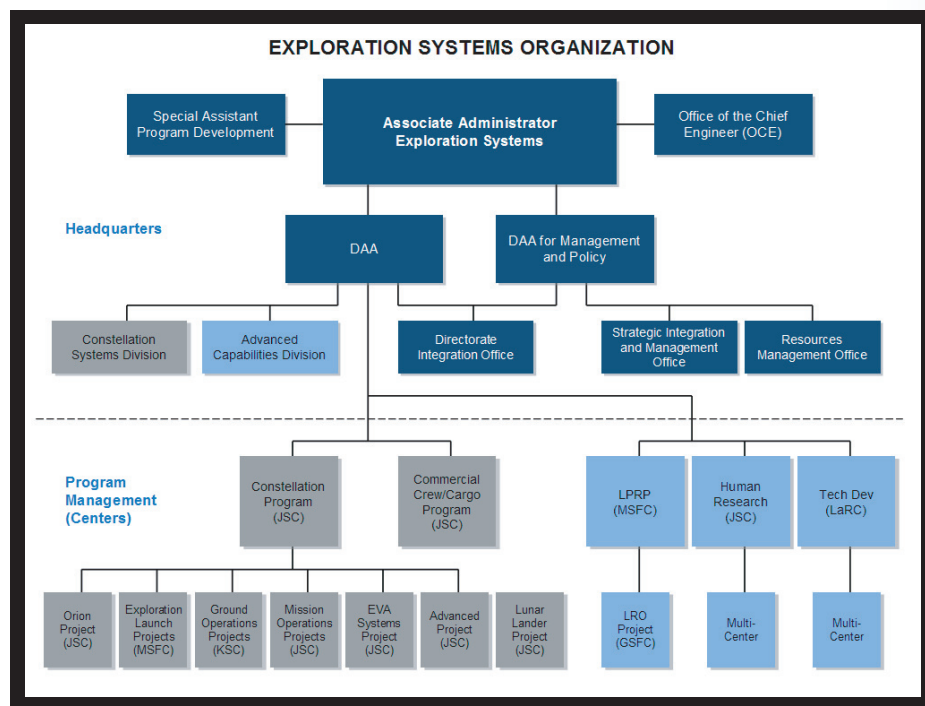 EXPLORATION SYSTEMS ORGANIZATION
Special Assistant
Program Development
Associate Administrator
Exploration Systems
Office of the Chief
Engineer (OCE)
Headquarters
DAA
DAA for Management
and Policy
Constellation
Systems Division
Advanced
Capabilities Division
Directorate
Integration Office
Strategic Integration
and Management
Office
Resources
Management Office
Program
Management
(Centers)
Constellation
Program
(JSC)
Commercial
Crew/Cargo
Program
(JSC)
LPRP
(MSFC)
Human
Research
(JSC)
Tech Dev
(LaRC)
Orion
Project
(JSC)
Exploration
Launch
Projects
(MSFC)
Ground
Operations
Projects
(KSC)
Mission
Operations
Projects
(JSC)
EVA
Systems
Project
(JSC)
Advanced
Project
(JSC)
Lunar
Lander
Project
(JSC)
LRO
Project
(GSFC)
Multi-
Center
Multi-
Center